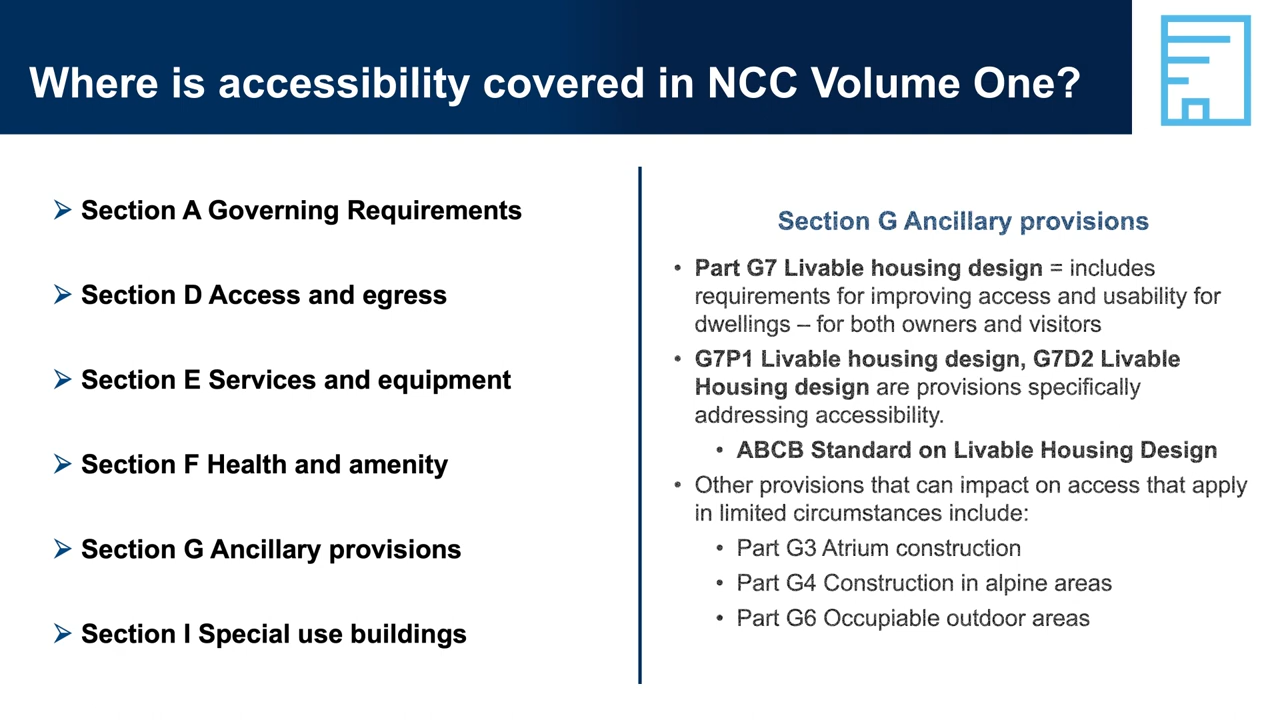 Where is accessibility covered in NCC Volume One?
Section A Governing Requirements
Section D Access and egress
Section E Services and equipment
Section F Health and amenity
Section G Ancillary provisions
Section I Special use buildings
Section G Ancillary provisions
• Part G7 Livable housing design = includes
requirements for improving access and usability for
dwellings – for both owners and visitors
• G7P1 Livable housing design, G7D2 Livable
Housing design are provisions specifically
addressing accessibility.
• ABCB Standard on Livable Housing Design
• Other provisions that can impact on access that apply
in limited circumstances include:
• Part G3 Atrium construction
• Part G4 Construction in alpine areas
• Part G6 Occupiable outdoor areas